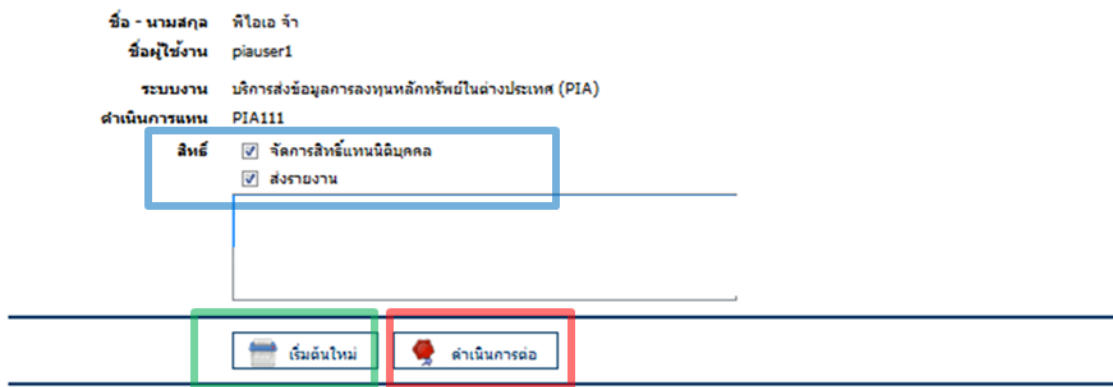 ชื่อ - นามสกุล พีไอเอ จ้า
ชื่อผู้ใช้งาน piauser1
ระบบงาน บริการส่งข้อมูลการลงทุนหลักทรัพย์ในต่างประเทศ (PIA)
ดำเนินการแทน PIA111
สิทธิ์ จัดการสิทธิ์แทนนิติบุคคล
ส่งรายงาน
เริ่มต้นใหม่ ดำเนินการต่อ